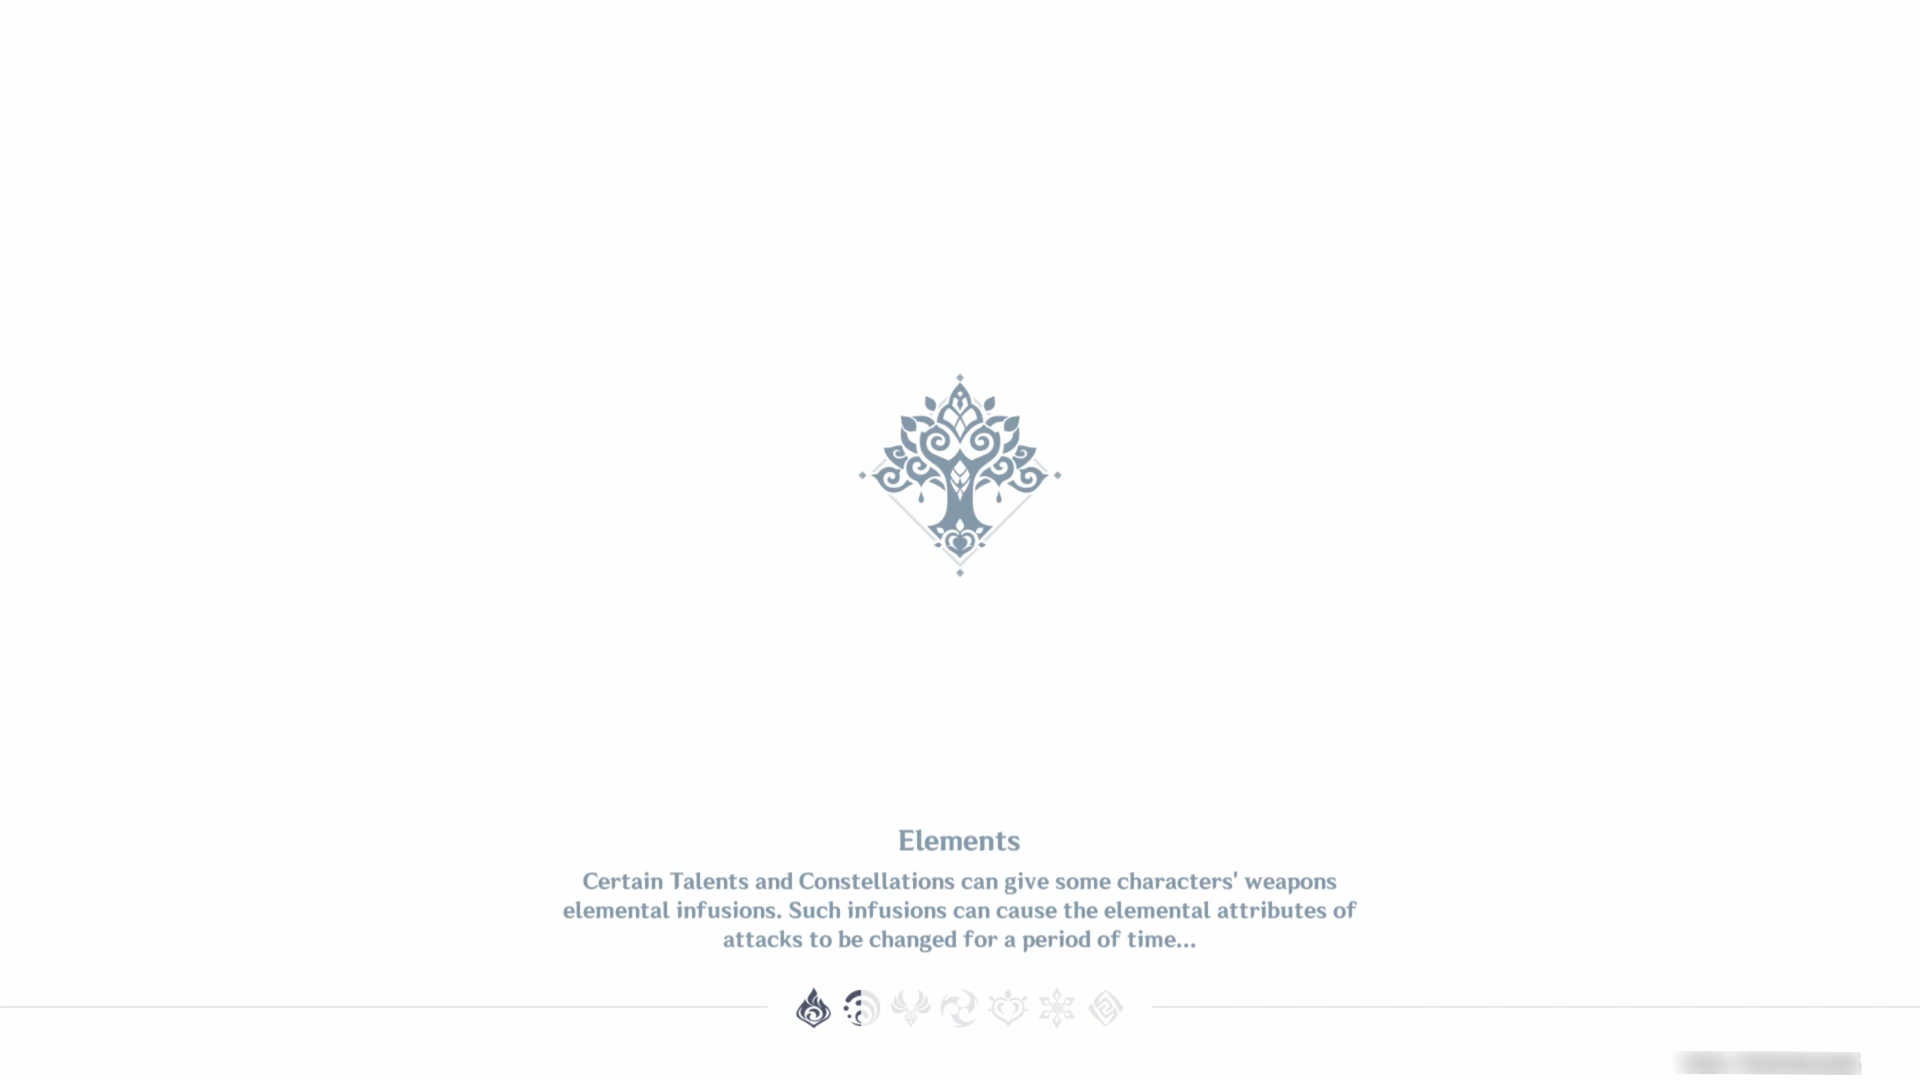 Elements
Certain Talents and Constellations can give some characters' weapons
elemental infusions. Such infusions can cause the elemental attributes of
attacks to be changed for a period of time...